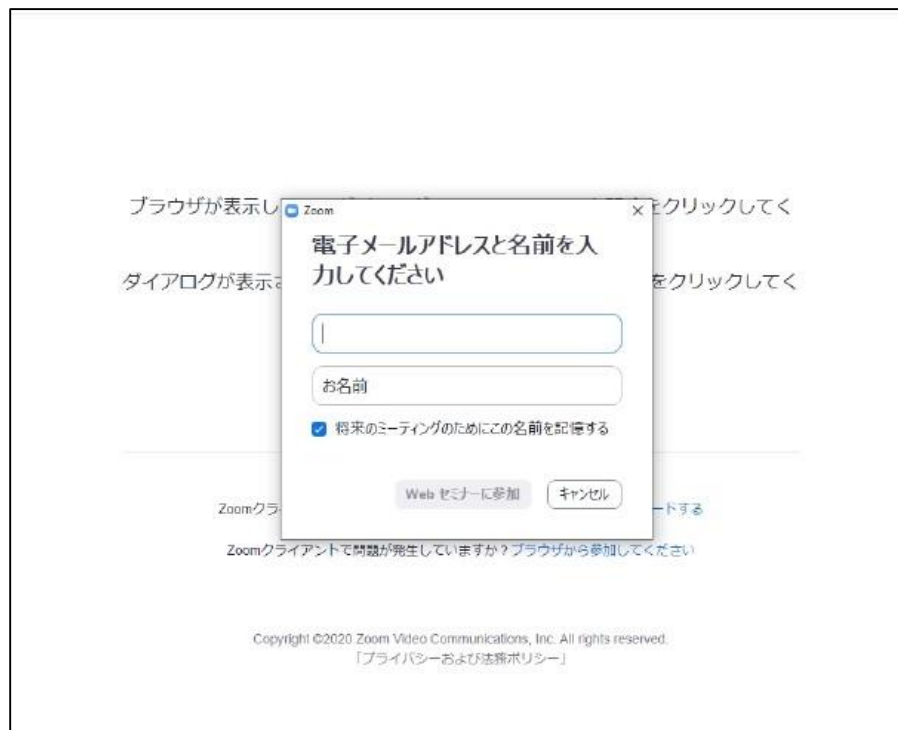 ブラウザが表示し
をクリックしてく
Zoom
電子メールアドレスと名前を入
力してください
ダイアログが表示さ
をクリックしてく
お名前
将来のミーティングのためにこの名前を記憶する
Web セミナーに参加
キャンセル
Zoomクラ
ードする
Zoomクライアントで問題が発生していますか？ブラウザから参加してください
Copyright ©2020 Zoom Video Communications, Inc. All rights reserved.
「プライバシーおよび法務ポリシー」